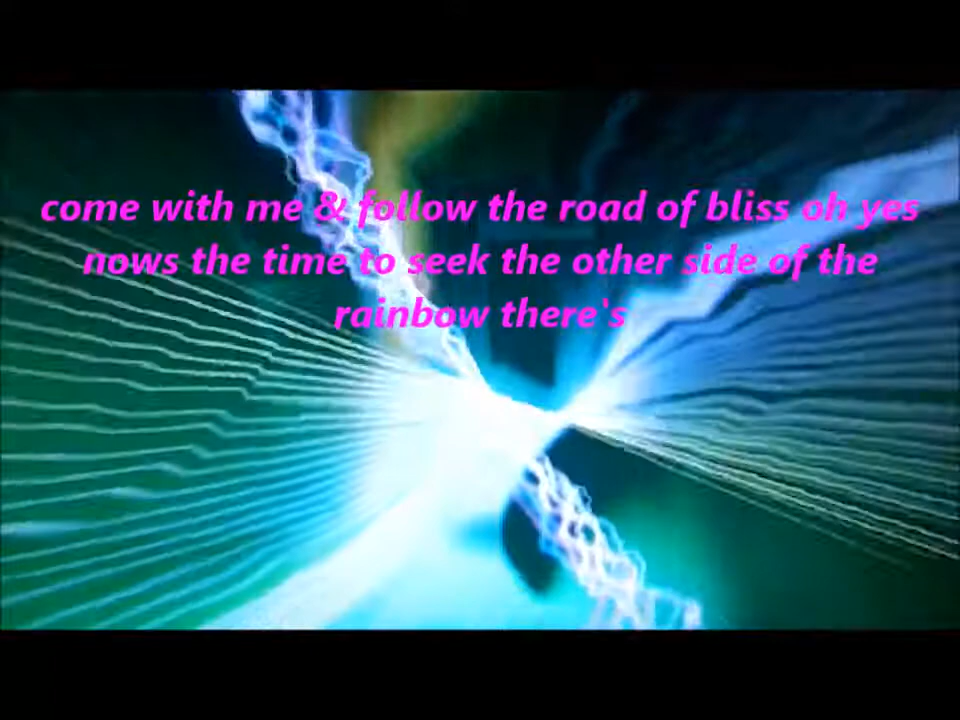 come with me & follow the road of bliss oh yes
nows the time to seek the other side of the
rainbow there's